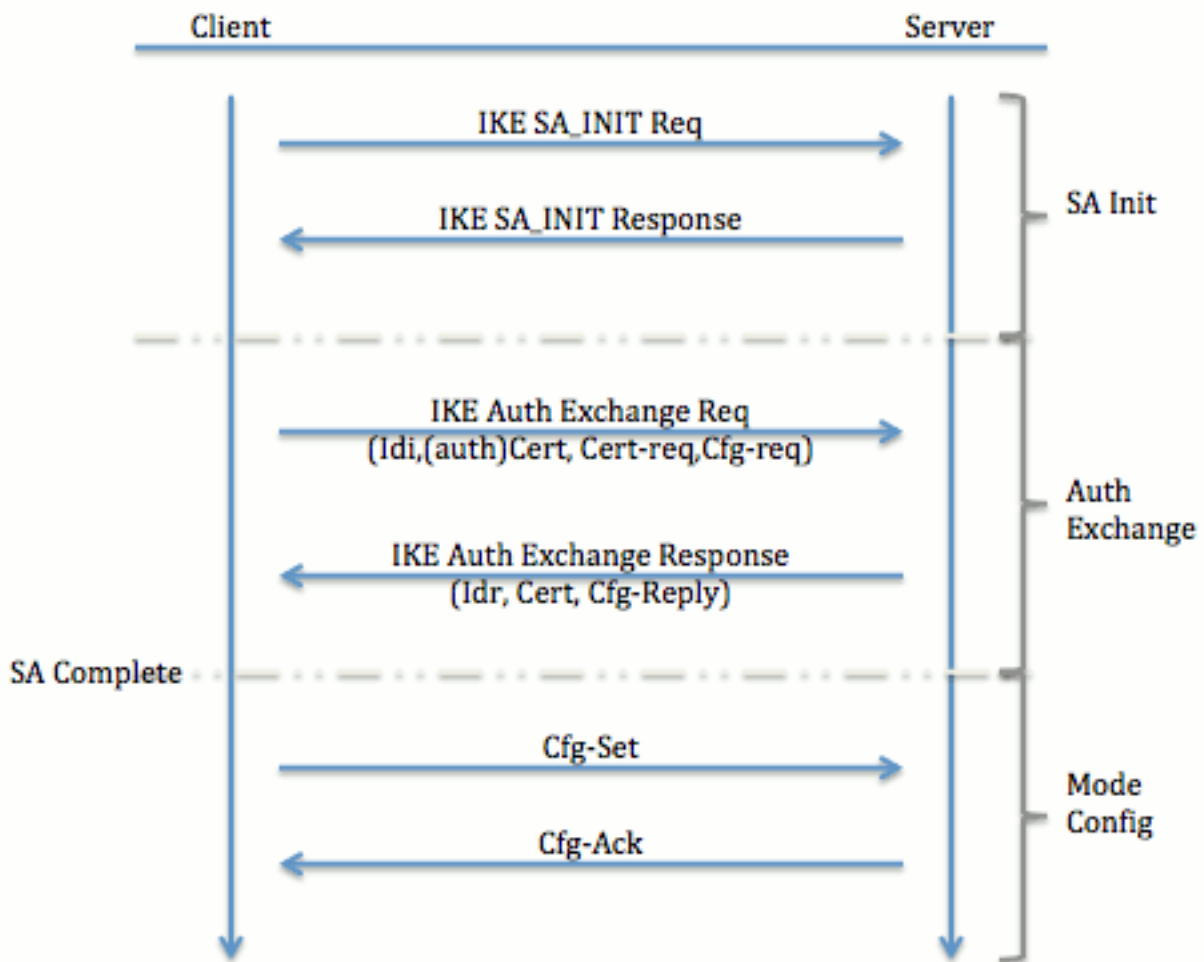 Client
Server
IKE SA_INIT Req
SA Init
IKE SA_INIT Response
IKE Auth Exchange Req
(Idi,(auth)Cert, Cert-req,Cfg-req)
Auth
Exchange
IKE Auth Exchange Response
(Idr, Cert, Cfg-Reply)
SA Complete
Cfg-Set
Mode
Config
Cfg-Ack